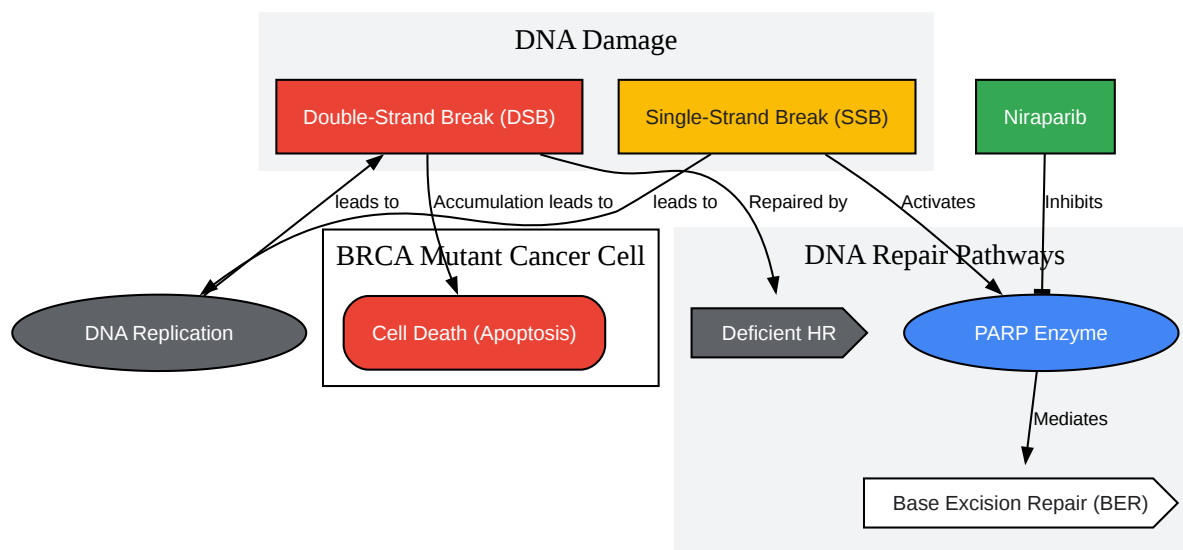 DNA Damage
Double-Strand Break (DSB)
Single-Strand Break (SSB)
Niraparib
leads to
Accumulation leads to
leads to
Repaired by
Activates
Inhibits
BRCA Mutant Cancer Cell
DNA Repair Pathways
DNA Replication
Cell Death (Apoptosis)
Deficient HR
PARP Enzyme
Mediates
Base Excision Repair (BER)